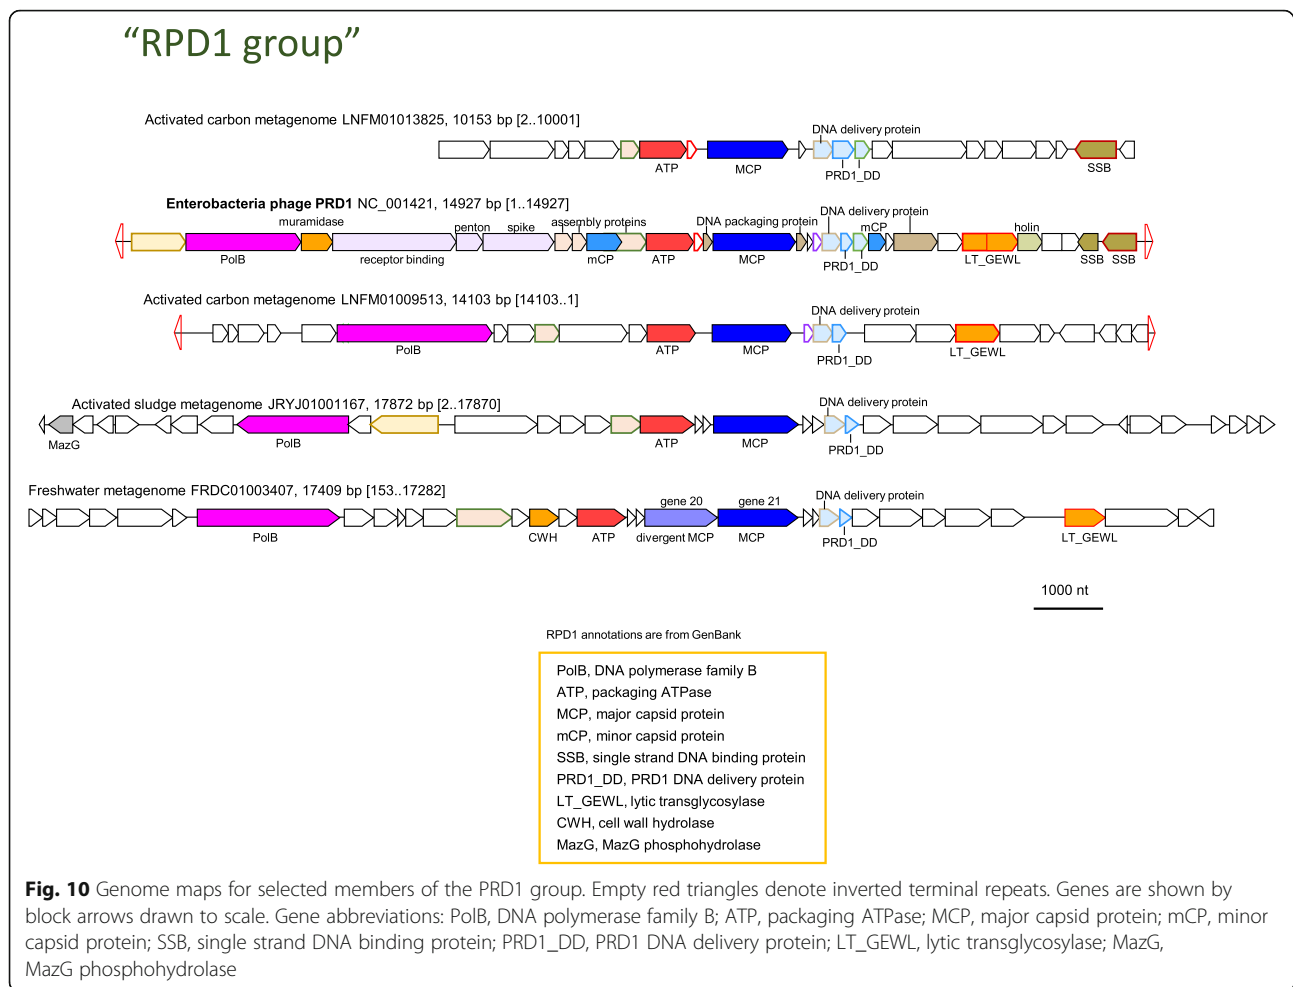 “RPD1 group”
Activated carbon metagenome LNFM01013825, 10153 bp [2..10001]
DNA delivery protein
ATP
MCP
PRD1_DD
SSB
Enterobacteria phage PRD1 NC_001421, 14927 bp [1..14927]
muramidase
penton
spike
assembly proteins
DNA packaging protein
DNA delivery protein
mCP
holin
PolB
receptor binding
mCP
ATP
MCP
PRD1_DD
LT_GEWL
SSB
SSB
Activated carbon metagenome LNFM01009513, 14103 bp [14103..1]
DNA delivery protein
PolB
ATP
MCP
PRD1_DD
LT_GEWL
Activated sludge metagenome JRYJ01001167, 17872 bp [2..17870]
DNA delivery protein
MazG
PolB
ATP
MCP
PRD1_DD
Freshwater metagenome FRDC01003407, 17409 bp [153..17282]
gene 20
gene 21
DNA delivery protein
PolB
CWH
ATP
divergent MCP
MCP
PRD1_DD
LT_GEWL
1000 nt
RPD1 annotations are from GenBank
PolB, DNA polymerase family B
ATP, packaging ATPase
MCP, major capsid protein
mCP, minor capsid protein
SSB, single strand DNA binding protein
PRD1_DD, PRD1 DNA delivery protein
LT_GEWL, lytic transglycosylase
CWH, cell wall hydrolase
MazG, MazG phosphohydrolase
Fig. 10 Genome maps for selected members of the PRD1 group. Empty red triangles denote inverted terminal repeats. Genes are shown by
block arrows drawn to scale. Gene abbreviations: PolB, DNA polymerase family B; ATP, packaging ATPase; MCP, major capsid protein; mCP, minor
capsid protein; SSB, single strand DNA binding protein; PRD1_DD, PRD1 DNA delivery protein; LT_GEWL, lytic transglycosylase; MazG,
MazG phosphohydrolase